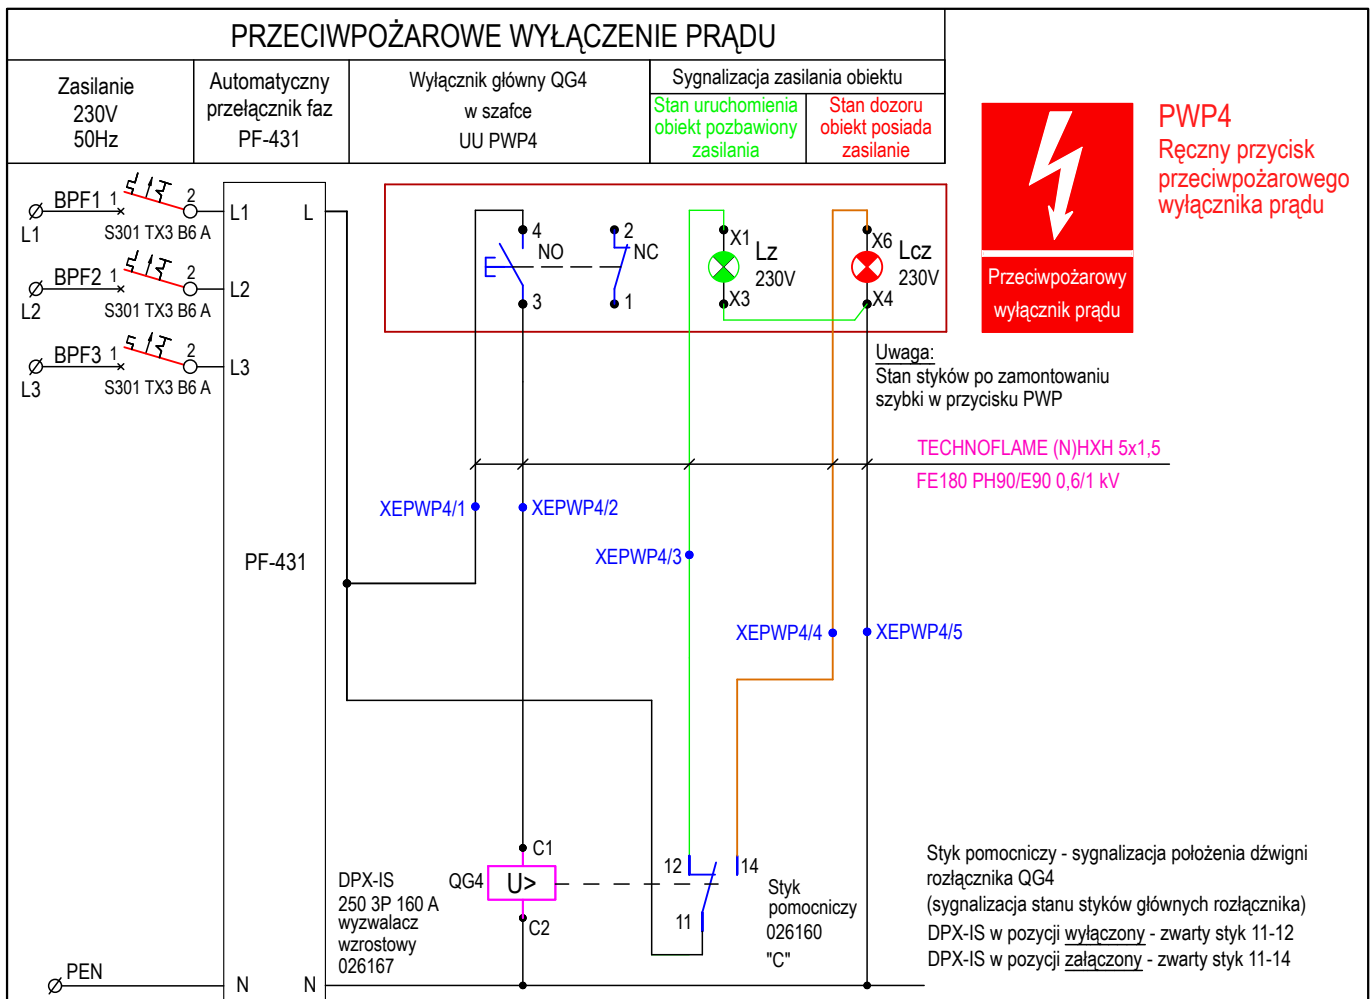 PRZECIWPOŻAROWE WYŁĄCZENIE PRĄDU
Zasilanie
230V
50Hz
Automatyczny
przełącznik faz
PF-431
Wyłącznik główny QG4
w szafce
UU PWP4
Sygnalizacja zasilania obiektu
Stan uruchomienia
obiekt pozbawiony
zasilania
Stan dozoru
obiekt posiada
zasilanie
PWP4
Ręczny przycisk
przeciwpożarowego
wyłącznika prądu
Przeciwpożarowy
wyłącznik prądu
BPF1 1 2
L1
S301 TX3 B6 A
L1 L
BPF2 1 2
L2
S301 TX3 B6 A
L2
BPF3 1 2
L3
S301 TX3 B6 A
L3
4 NO 3
2 NC 1
X1 Lz
230V
X3
X6 Lcz
230V
X4
Uwaga:
Stan styków po zamontowaniu
szybki w przycisku PWP
TECHNOFLAME (N)HXH 5x1,5
FE180 PH90/E90 0,6/1 kV
XEPWP4/1
XEPWP4/2
XEPWP4/3
XEPWP4/4
XEPWP4/5
PF-431
DPX-IS
250 3P 160 A
wyzwalacz
wzrostowy
026167
QG4
C1
U>
C2
12
14
11
Styk
pomocniczy
026160
"C"
Styk pomocniczy - sygnalizacja położenia dźwigni
rozłącznika QG4
(sygnalizacja stanu styków głównych rozłącznika)
DPX-IS w pozycji wyłączony - zwarty styk 11-12
DPX-IS w pozycji załączony - zwarty styk 11-14
PEN
N N